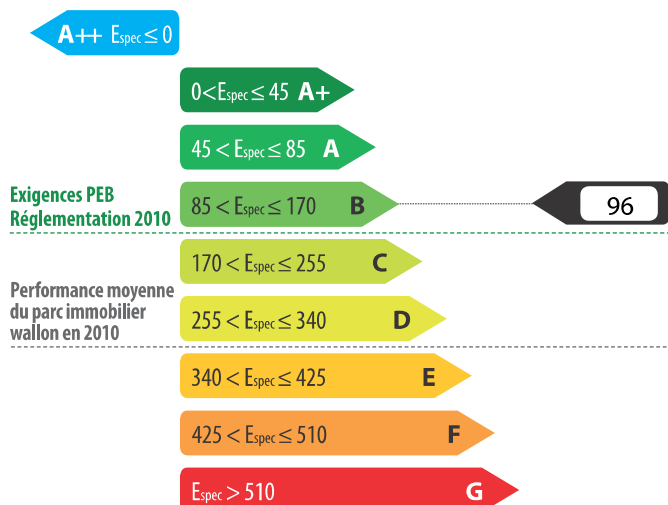 A++ Espec ≤ 0
0<Espec ≤ 45 A+
45 < Espec ≤ 85 A
Exigences PEB
Réglementation 2010
85 < Espec ≤ 170 B
96
170 < Espec ≤ 255 C
Performance moyenne
du parc immobilier
wallon en 2010
255 < Espec ≤ 340 D
340 < Espec ≤ 425 E
425 < Espec ≤ 510 F
Espec > 510 G